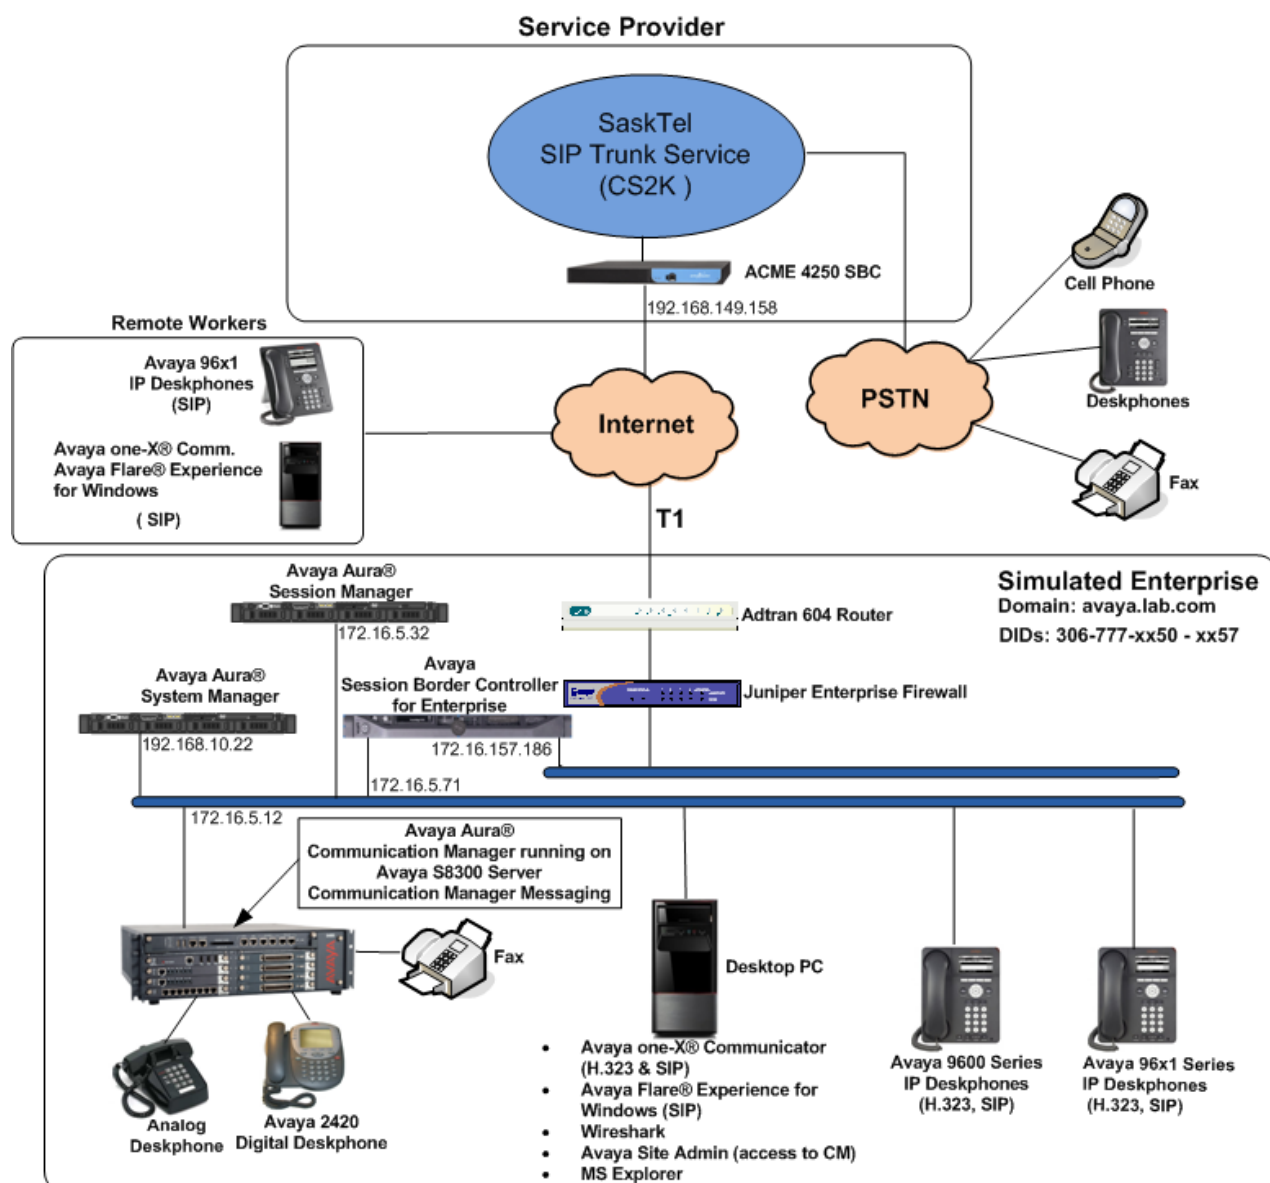 Service Provider
SaskTel
SIP Trunk Service
(CS2K )
ACME 4250 SBC
192.168.149.158
Cell Phone
Deskphones
Fax
PSTN
Internet
T1
Remote Workers
Avaya 96x1
IP Deskphones
(SIP)
Avaya one-X® Comm.
Avaya Flare® Experience
for Windows
( SIP)
Simulated Enterprise
Domain: avaya.lab.com
DIDs: 306-777-xx50 - xx57
Avaya Aura®
Session Manager
172.16.5.32
Adtran 604 Router
Avaya Aura®
System Manager
192.168.10.22
Avaya
Session Border Controller
for Enterprise
172.16.157.186
172.16.5.71
Juniper Enterprise Firewall
172.16.5.12
Avaya Aura®
Communication Manager running on
Avaya S8300 Server
Communication Manager Messaging
AVAYA
Fax
Analog
Deskphone
Avaya 2420
Digital Deskphone
Desktop PC
• Avaya one-X® Communicator
(H.323 & SIP)
• Avaya Flare® Experience for
Windows (SIP)
• Wireshark
• Avaya Site Admin (access to CM)
• MS Explorer
Avaya 9600 Series
IP Deskphones
(H.323, SIP)
Avaya 96x1 Series
IP Deskphones
(H.323, SIP)